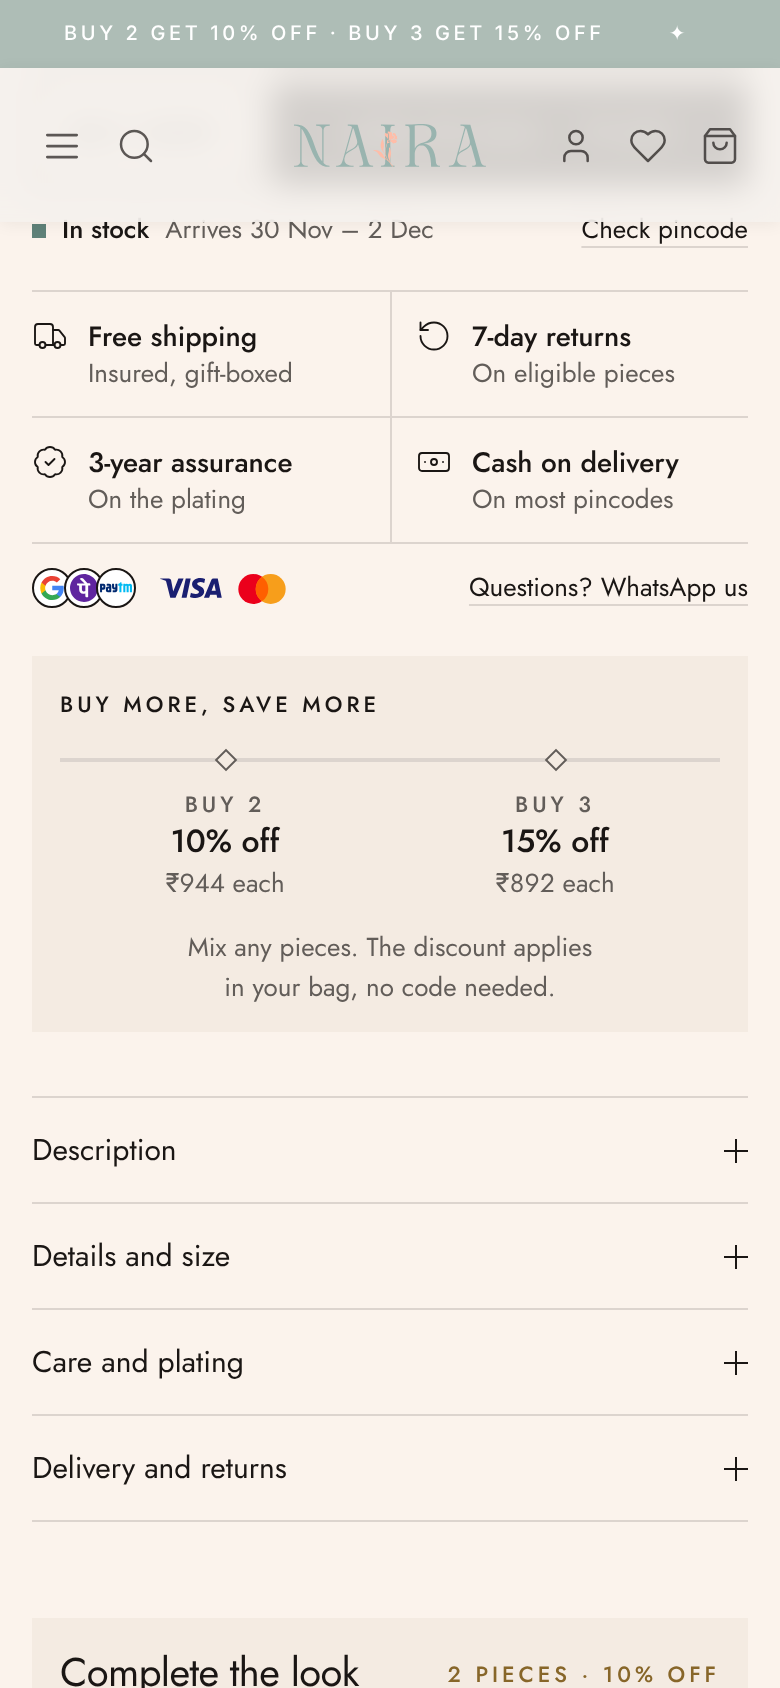 BUY 2 GET 10% OFF · BUY 3 GET 15% OFF ✦
NAIRA
In stock Arrives 30 Nov – 2 Dec Check pincode
Free shipping
Insured, gift-boxed
7-day returns
On eligible pieces
3-year assurance
On the plating
Cash on delivery
On most pincodes
G पे paytm VISA Questions? WhatsApp us
BUY MORE, SAVE MORE
BUY 2
10% off
₹944 each
BUY 3
15% off
₹892 each
Mix any pieces. The discount applies
in your bag, no code needed.
Description
Details and size
Care and plating
Delivery and returns
Complete the look 2 PIECES · 10% OFF